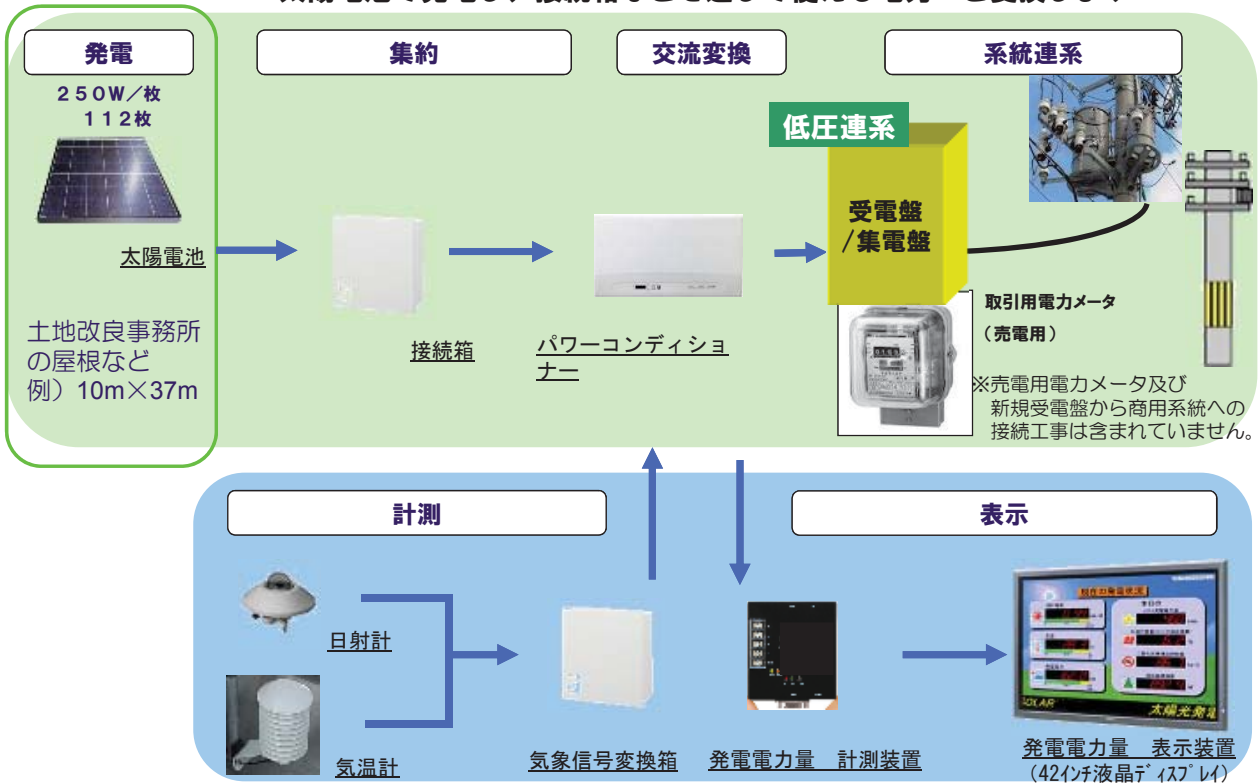 発電
集約
交流変換
系統連系
250W／枚
112枚
低圧連系
受電盤
/集電盤
太陽電池
土地改良事務所
の屋根など
例）10m×37m
接続箱
パワーコンディショ
ナー
取引用電力メータ
（売電用）
※売電用電力メータ及び
新規受電盤から商用系統への
接続工事は含まれていません。
計測
表示
日射計
気温計
気象信号変換箱
発電電力量 計測装置
現在の発電状況
SOLAR
太陽光発電
発電電力量 表示装置
（42ｲﾝﾁ液晶ﾃﾞｨｽﾌﾟﾚｲ）